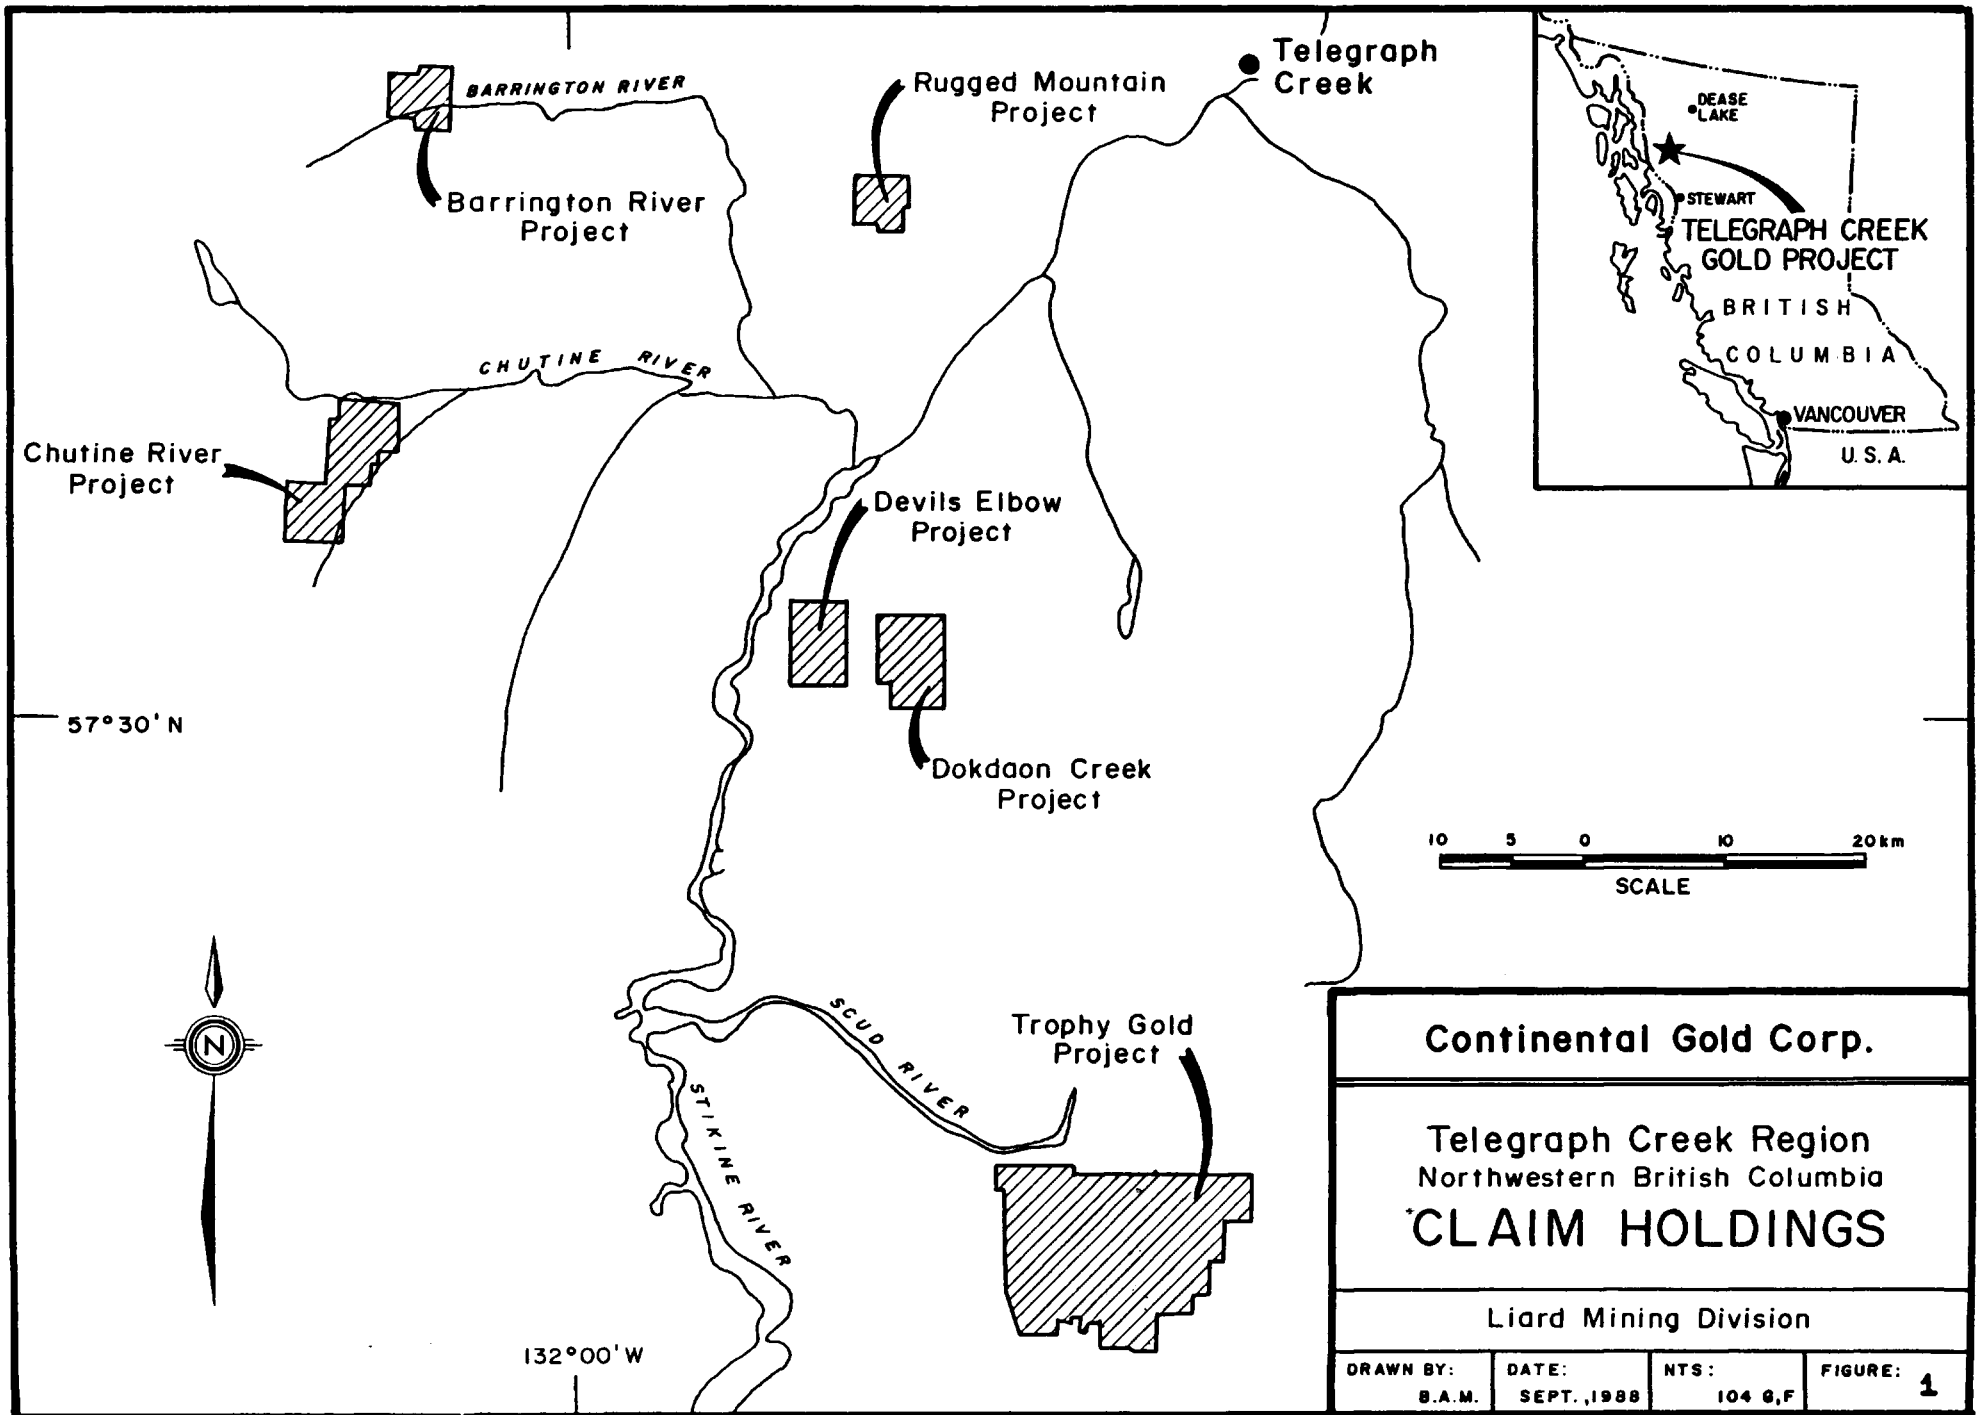 BARRINGTON RIVER
Rugged Mountain
Project
Telegraph
Creek
Barrington River
Project
CHUTINE RIVER
Chutine River
Project
Devils Elbow
Project
Dokdaon Creek
Project
57°30'N
SCUD RIVER
Trophy Gold
Project
STIKINE RIVER
132°00'W
N
DEASE
LAKE
STEWART
TELEGRAPH CREEK
GOLD PROJECT
BRITISH
COLUMBIA
VANCOUVER
U.S.A.
10 5 0 10 20km
SCALE
Continental Gold Corp.
Telegraph Creek Region
Northwestern British Columbia
CLAIM HOLDINGS
Liard Mining Division
DRAWN BY:
B.A.M.
DATE:
SEPT.,1988
NTS:
104 G,F
FIGURE: 1